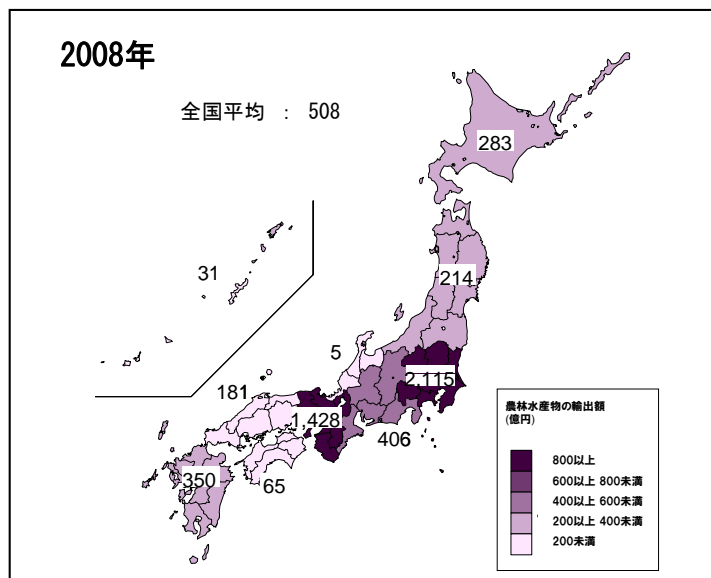 2008年
全国平均 : 508
283
31
214
5
2,115
181
1,428
406
350
65
農林水産物の輸出額
(億円)
800以上
600以上 800未満
400以上 600未満
200以上 400未満
200未満